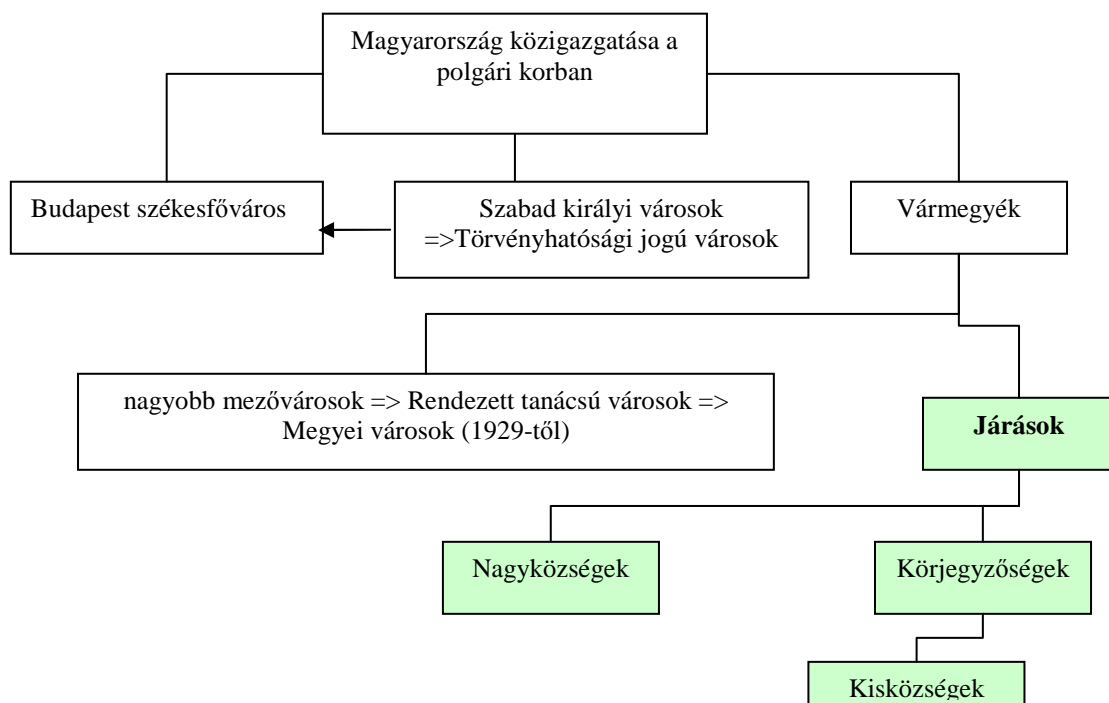 Magyarország közigazgatása a
polgári korban
Budapest székesfőváros
Szabad királyi városok
=>Törvényhatósági jogú városok
Vármegyék
nagyobb mezővárosok => Rendezett tanácsú városok =>
Megyei városok (1929-től)
Járások
Nagyközségek
Körjegyzőségek
Kisközségek